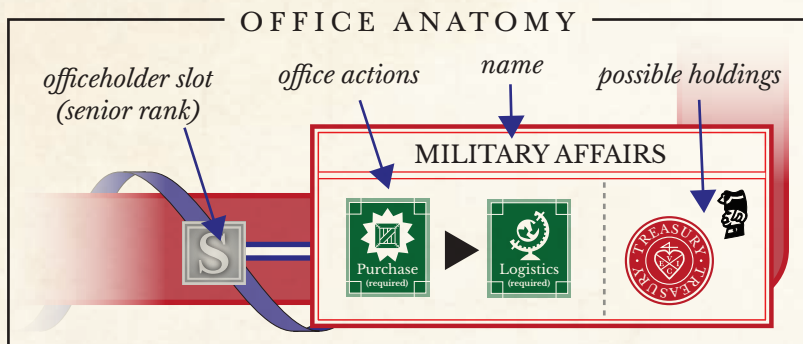 OFFICE ANATOMY
officeholder slot
(senior rank)
office actions
name
possible holdings
MILITARY AFFAIRS
S
Purchase
(required)
Logistics
(required)
TREASURY · TREASURY ·